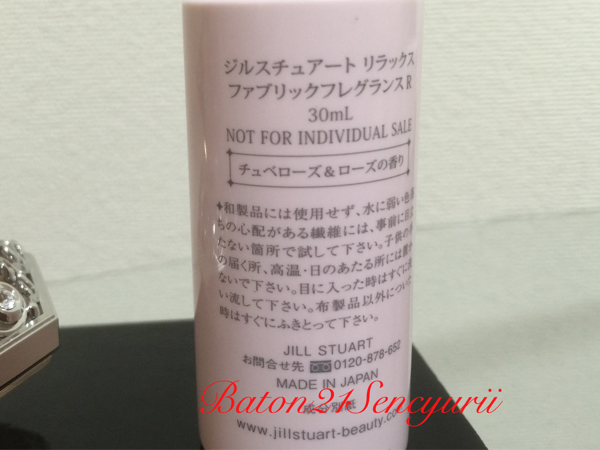 ジルスチュアート リラックス
ファブリックフレグランス R
30mL
NOT FOR INDIVIDUAL SALE
チュベローズ&ローズの香り
✦和製品には使用せず、水に弱い
ちの心配がある繊維には、事前に
たない箇所で試して下さい。子供の
の届く所、高温・日のあたる所には
ないで下さい。目に入った時はすぐに
い流して下さい。布製品以外につい
時はすぐにふきとって下さい。
JILL STUART
お問合せ先 0120-878-652
MADE IN JAPAN
成分別紙
Baton21Sencyurii
www.jillstuart-beauty.co